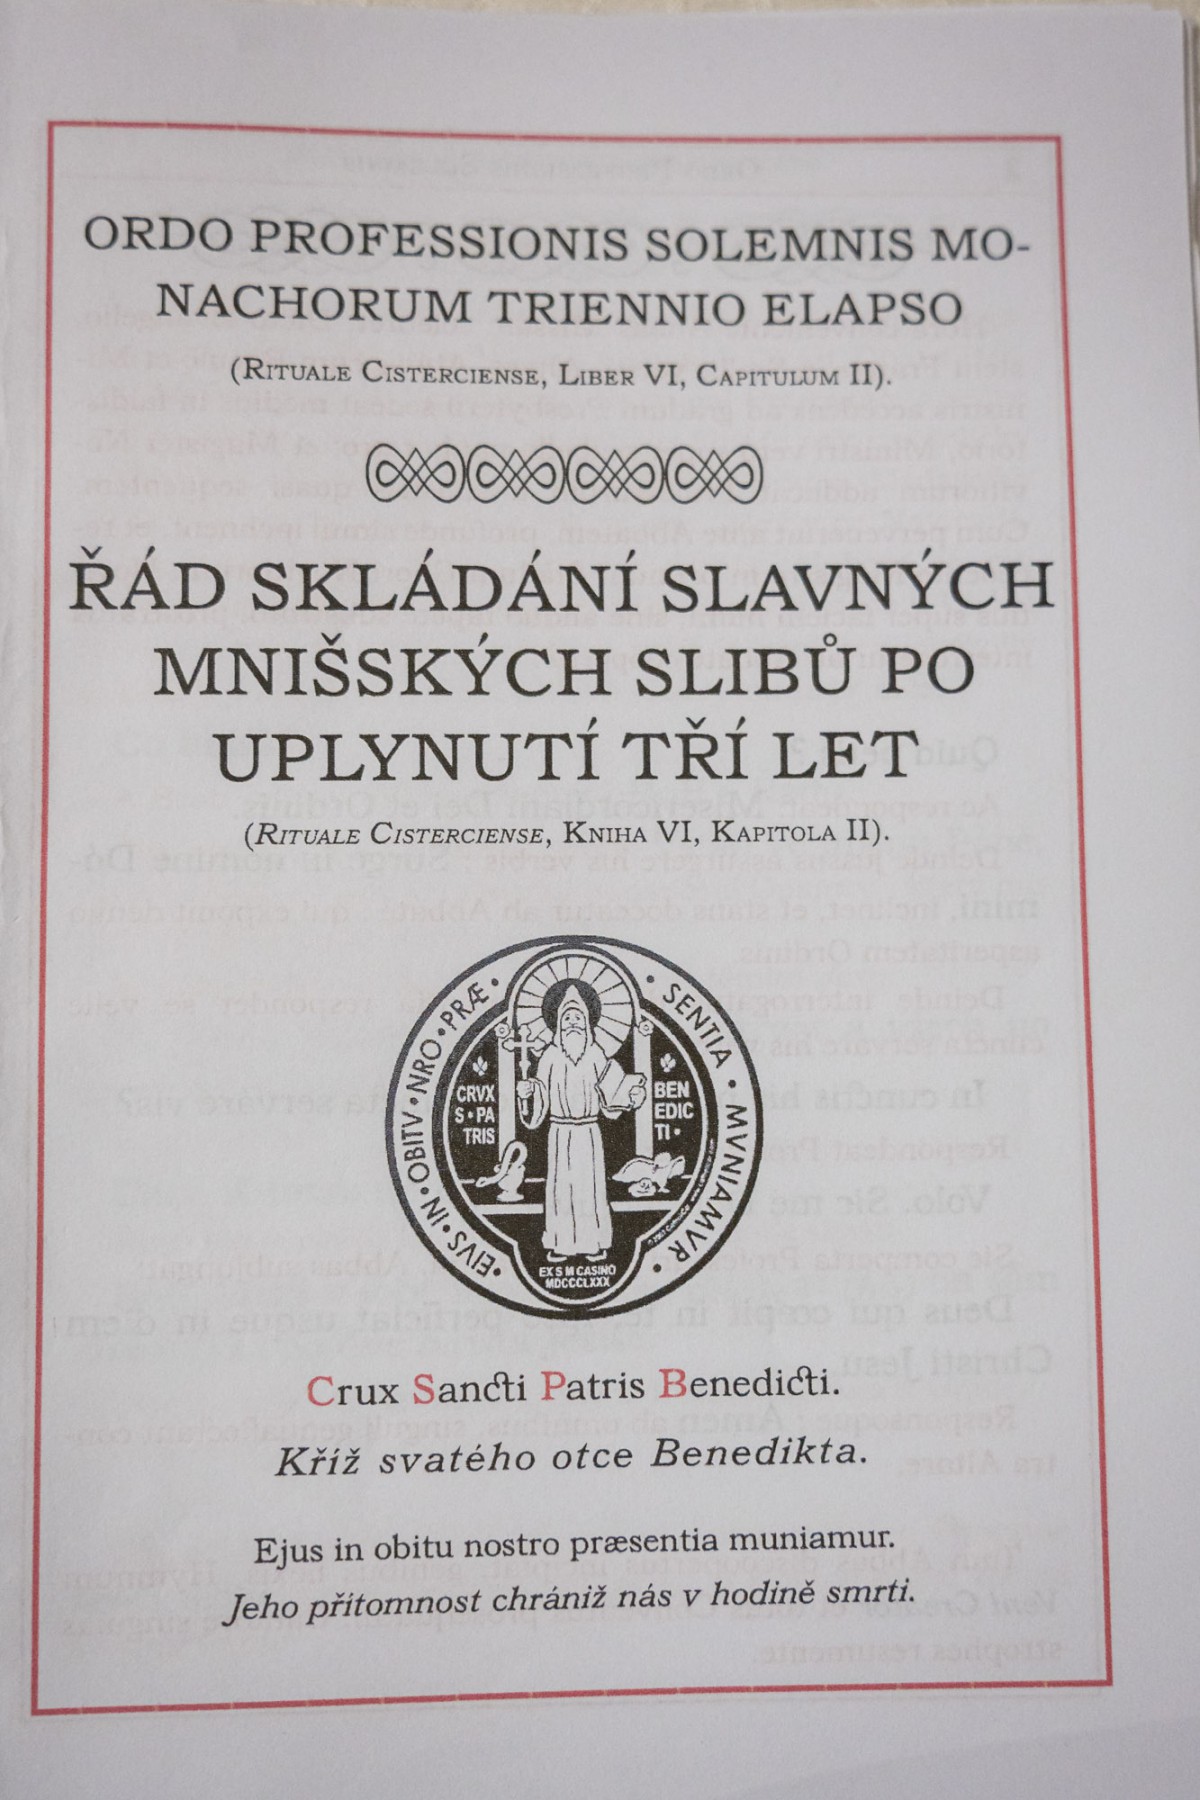 ORDO PROFESSIONIS SOLEMNIS MO-
NACHORUM TRIENNIO ELAPSO
(Rituale Cisterciense, Liber VI, Capitulum II).
ŘÁD SKLÁDÁNÍ SLAVNÝCH
MNIŠSKÝCH SLIBŮ PO
UPLYNUTÍ TŘÍ LET
(Rituale Cisterciense, Kniha VI, Kapitola II).
EJVS • IN • OBITV • NRO • PRÆ • SENTIA • MVNIAMVR •
CRVX
S • PA
TRIS
BEN
EDIC
TI •
EX S M CASINO
MDCCCLXXX
Crux Sancti Patris Benedicti.
Kříž svatého otce Benedikta.
Ejus in obitu nostro præsentia muniamur.
Jeho přítomnost chrániž nás v hodině smrti.